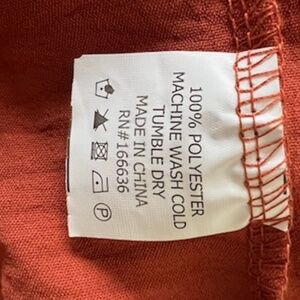 100% POLYESTER
MACHINE WASH COLD
TUMBLE DRY
MADE IN CHINA
RN#166636
P